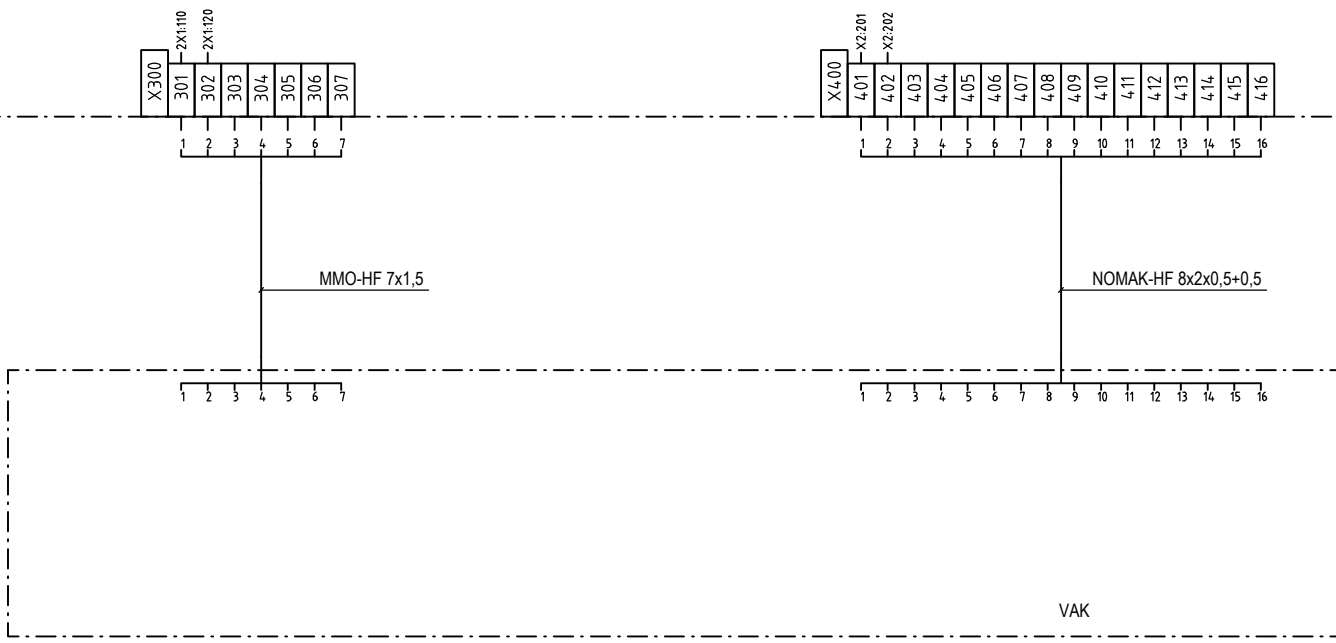 2X1:110 2X1:120 X2:201 X2:202
X300 301 302 303 304 305 306 307 X400 401 402 403 404 405 406 407 408 409 410 411 412 413 414 415 416
1 2 3 4 5 6 7 1 2 3 4 5 6 7 8 9 10 11 12 13 14 15 16
MMO-HF 7x1,5 NOMAK-HF 8x2x0,5+0,5
1 2 3 4 5 6 7 1 2 3 4 5 6 7 8 9 10 11 12 13 14 15 16
VAK